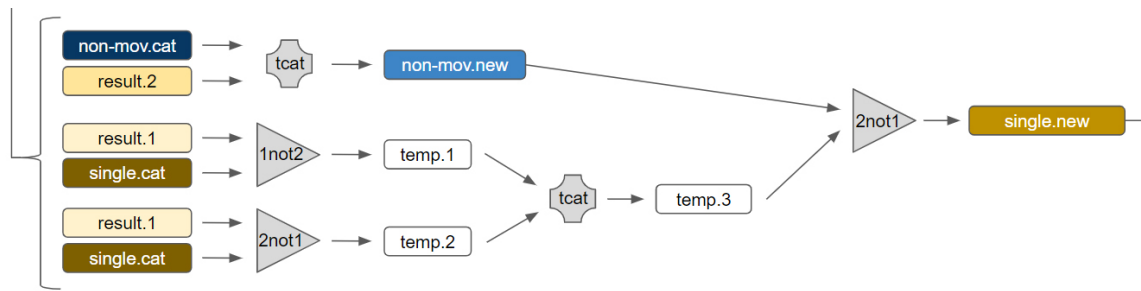 non-mov.cat
result.2
tcat
non-mov.new
result.1
single.cat
1not2
temp.1
result.1
single.cat
2not1
temp.2
tcat
temp.3
2not1
single.new